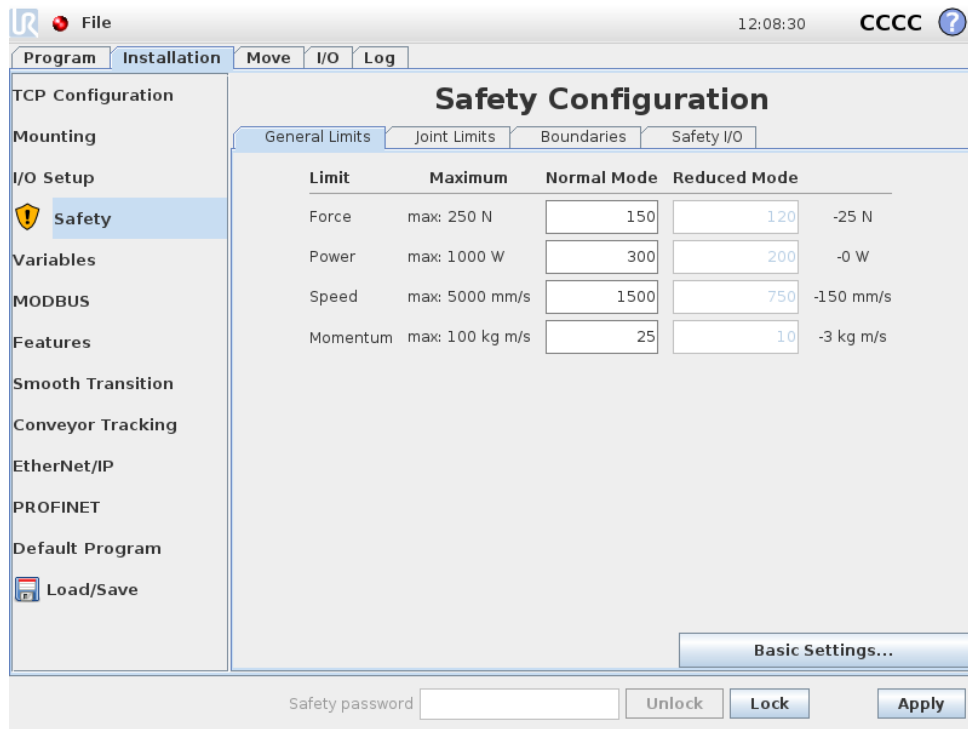 UR File 12:08:30 CCCC ?
Program Installation Move I/O Log
TCP Configuration
Mounting
I/O Setup
Safety
Variables
MODBUS
Features
Smooth Transition
Conveyor Tracking
EtherNet/IP
PROFINET
Default Program
Load/Save
Safety Configuration
General Limits Joint Limits Boundaries Safety I/O
Limit Maximum Normal Mode Reduced Mode
Force max: 250 N 150 120 -25 N
Power max: 1000 W 300 200 -0 W
Speed max: 5000 mm/s 1500 750 -150 mm/s
Momentum max: 100 kg m/s 25 10 -3 kg m/s
Basic Settings...
Safety password Unlock Lock Apply